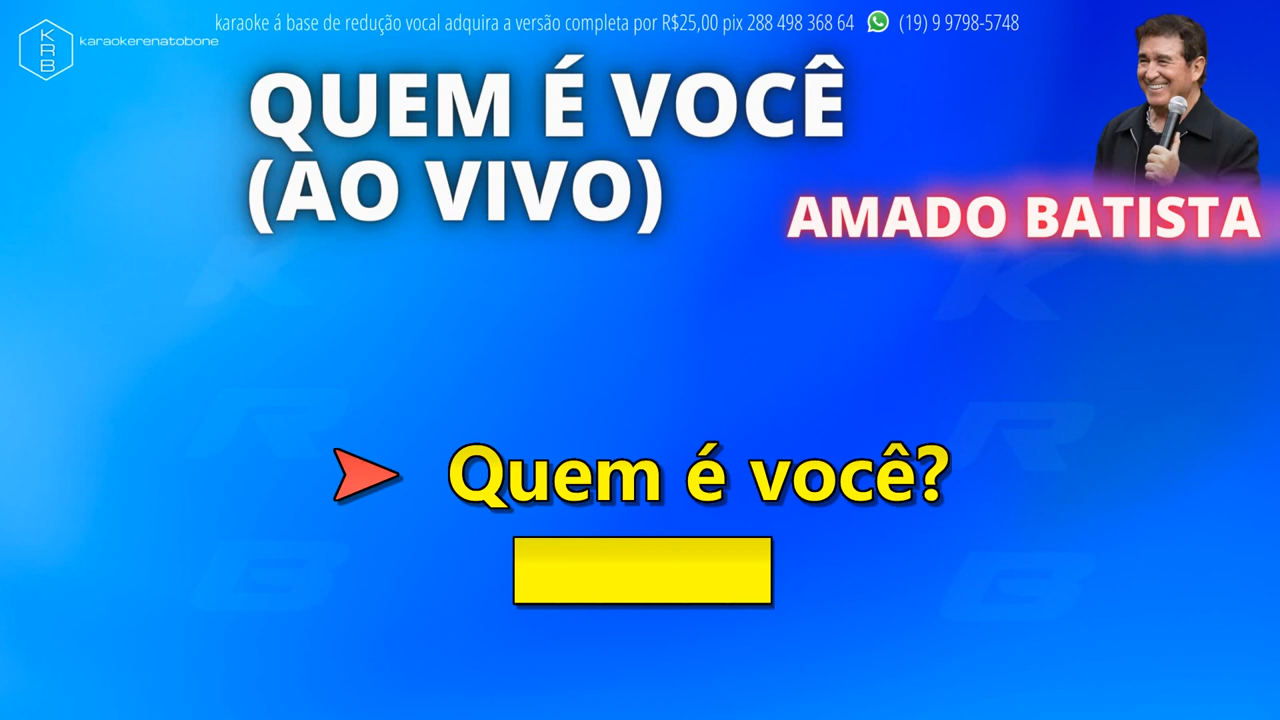 karaoke á base de redução vocal adquira a versão completa por R$25,00 pix 288 498 368 64 (19) 9 9798-5748
KRB
karaokerenatobone
QUEM É VOCÊ
(AO VIVO)
AMADO BATISTA
K K
R R
B B
Quem é você?